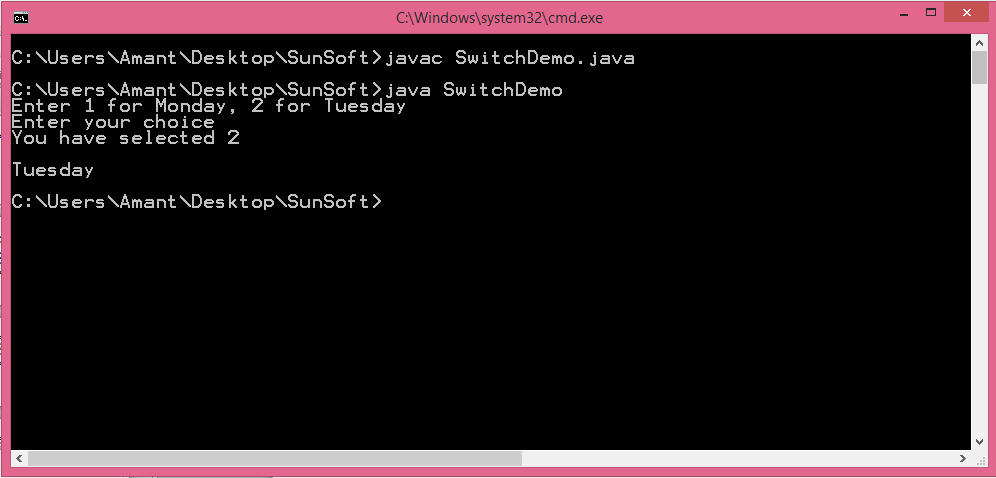 C:\Windows\system32\cmd.exe
C:\Users\Amant\Desktop\SunSoft>javac SwitchDemo.java
C:\Users\Amant\Desktop\SunSoft>java SwitchDemo
Enter 1 for Monday, 2 for Tuesday
Enter your choice
You have selected 2
Tuesday
C:\Users\Amant\Desktop\SunSoft>